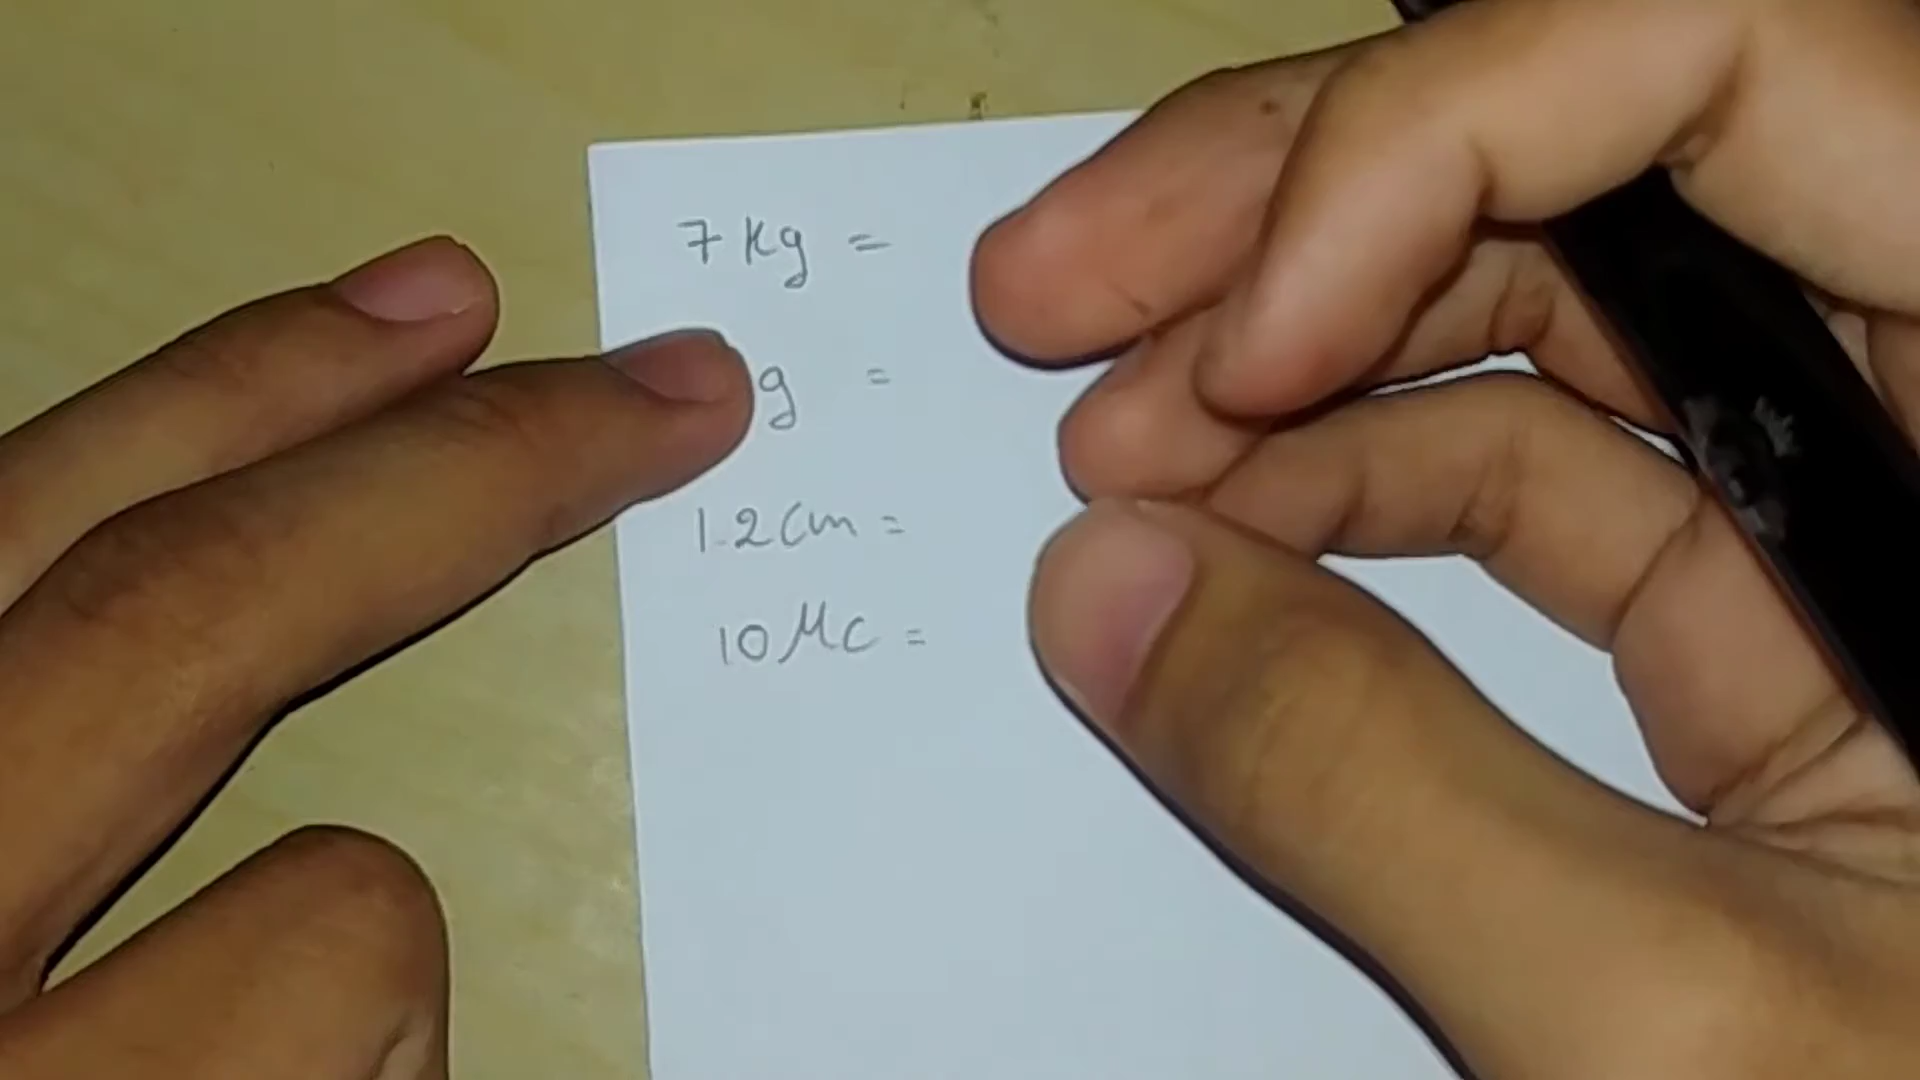 7 Kg =
g =
1.2 Cm =
10 μC =